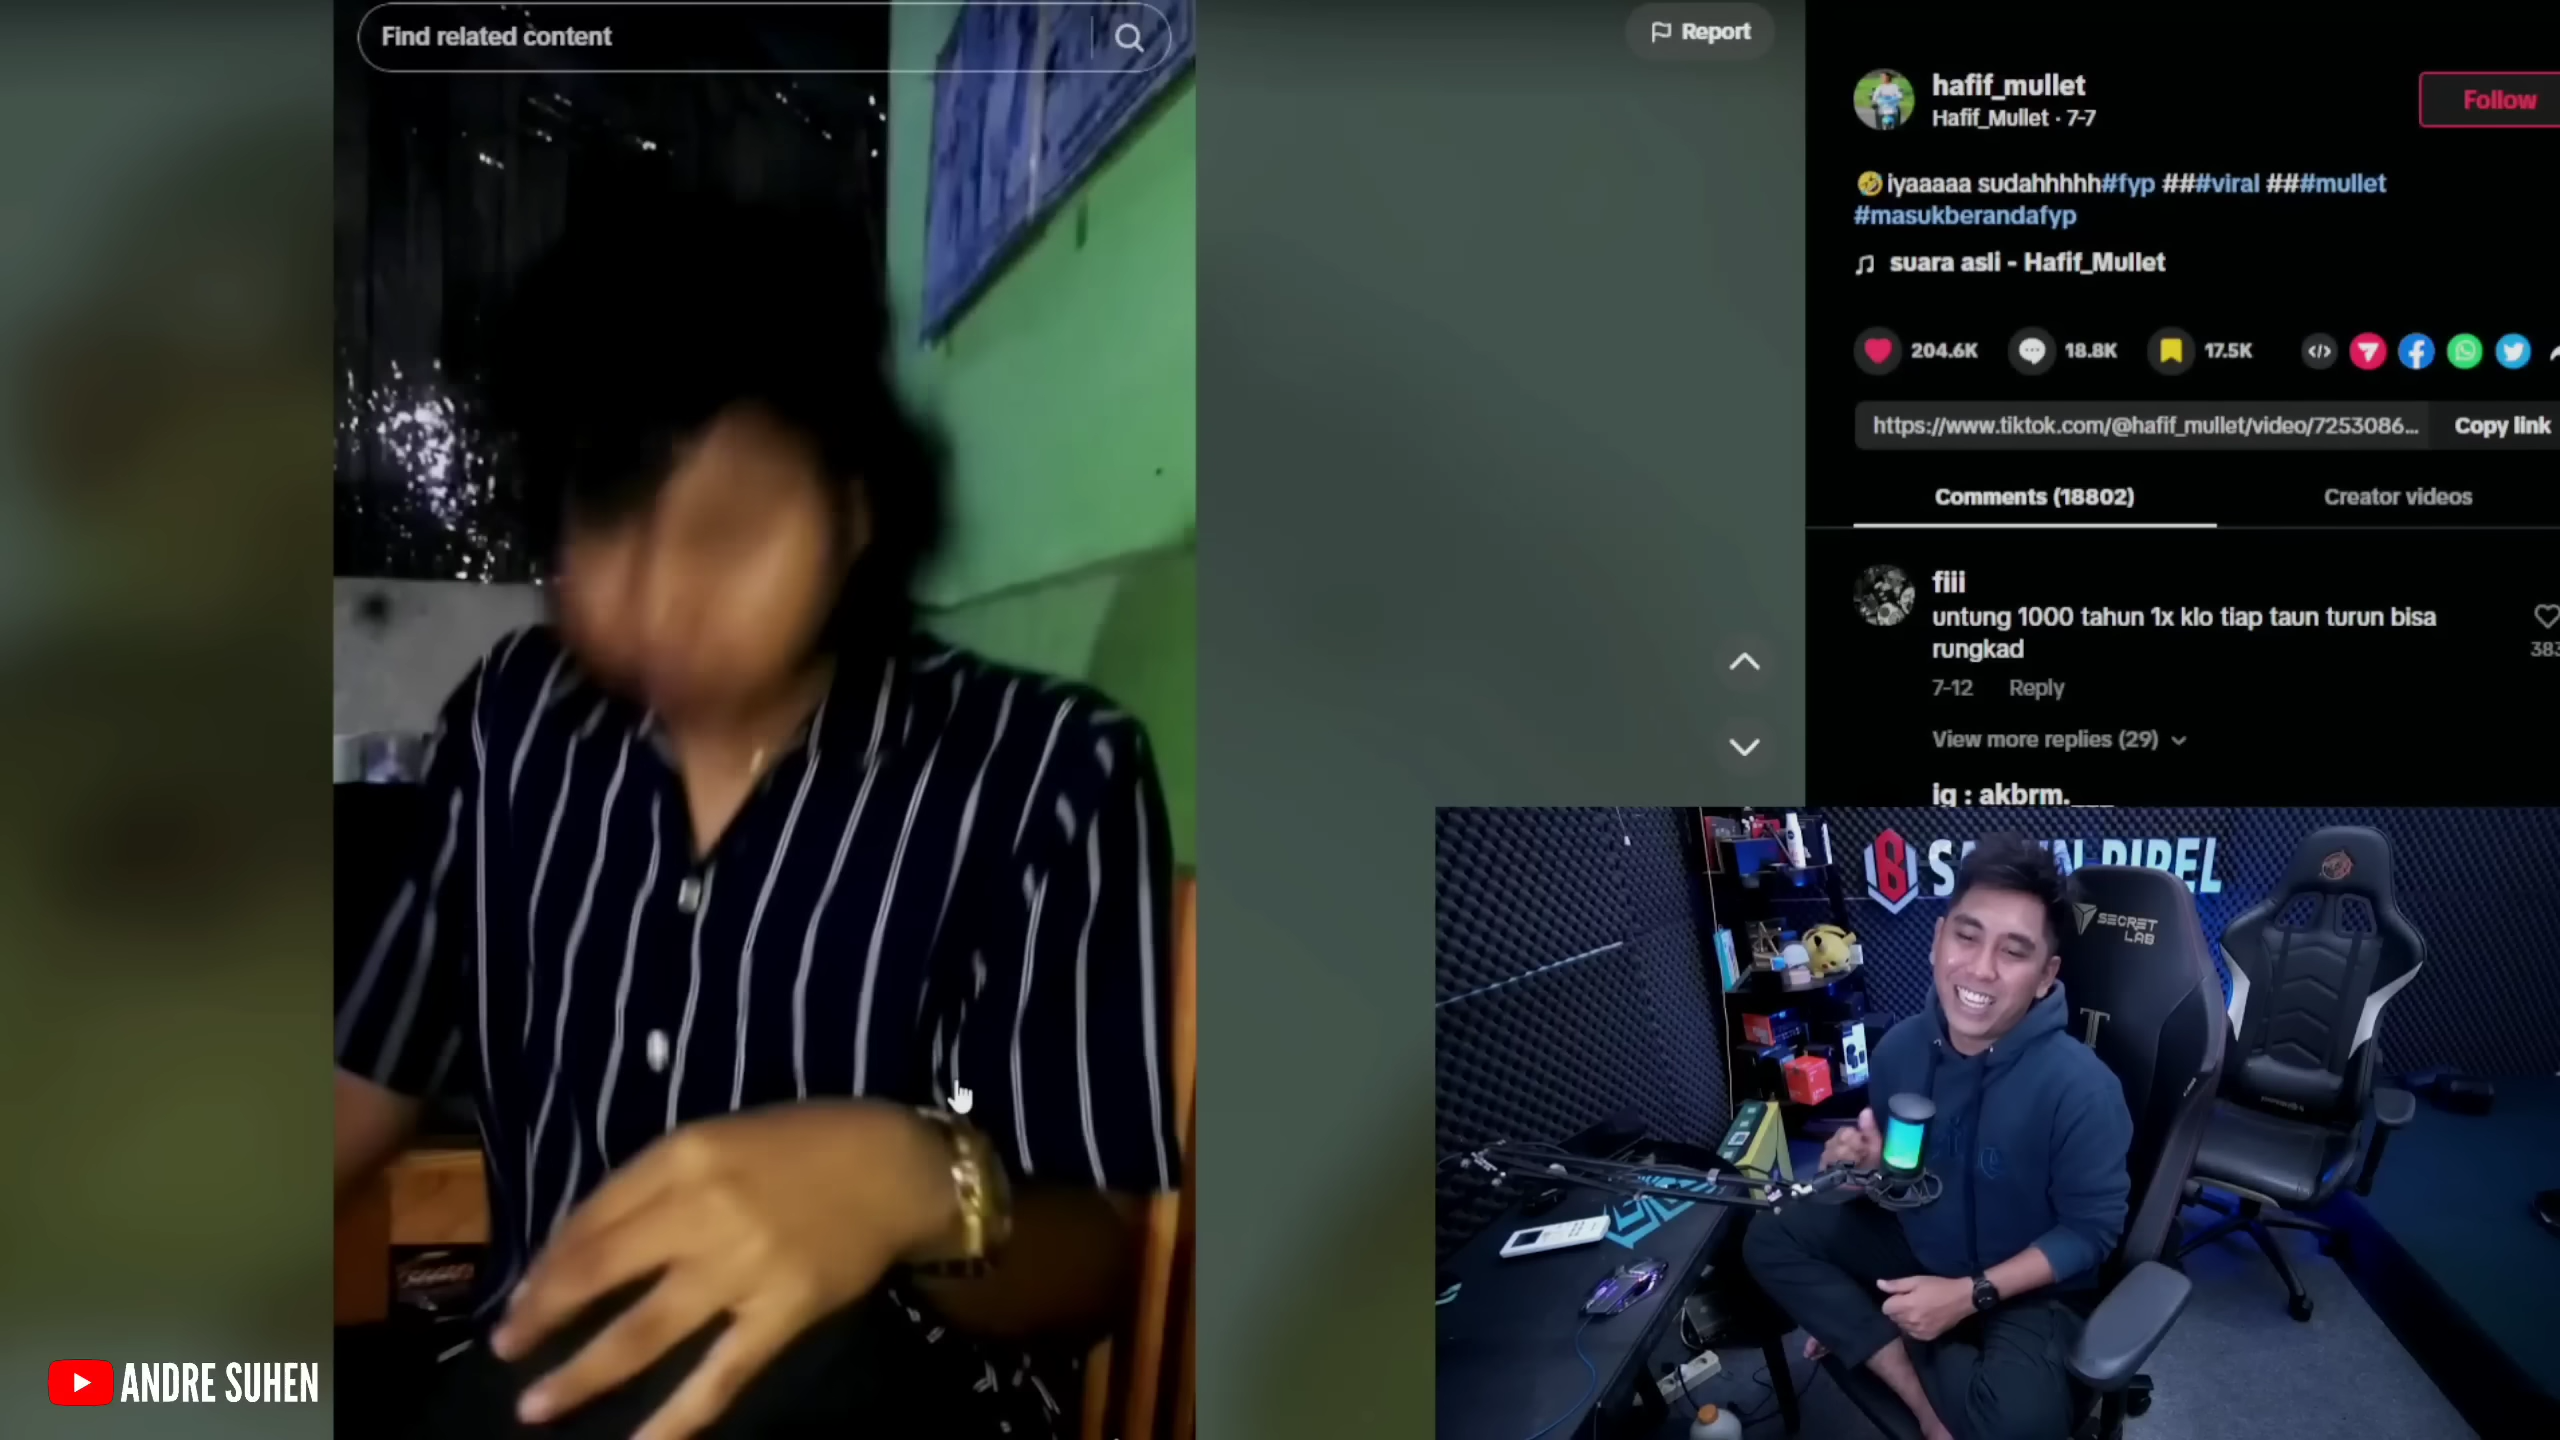 Find related content
Report
hafif_mullet
Hafif_Mullet · 7-7
Follow
🤣iyaaaaa sudahhhhh#fyp ###viral ###mullet
#masukberandafyp
suara asli - Hafif_Mullet
204.6K
18.8K
17.5K
https://www.tiktok.com/@hafif_mullet/video/7253086...
Copy link
Comments (18802)
Creator videos
fiii
untung 1000 tahun 1x klo tiap taun turun bisa
rungkad
7-12
Reply
View more replies (29)
ig : akbrm.___
SECRET
LAB
ANDRE SUHEN